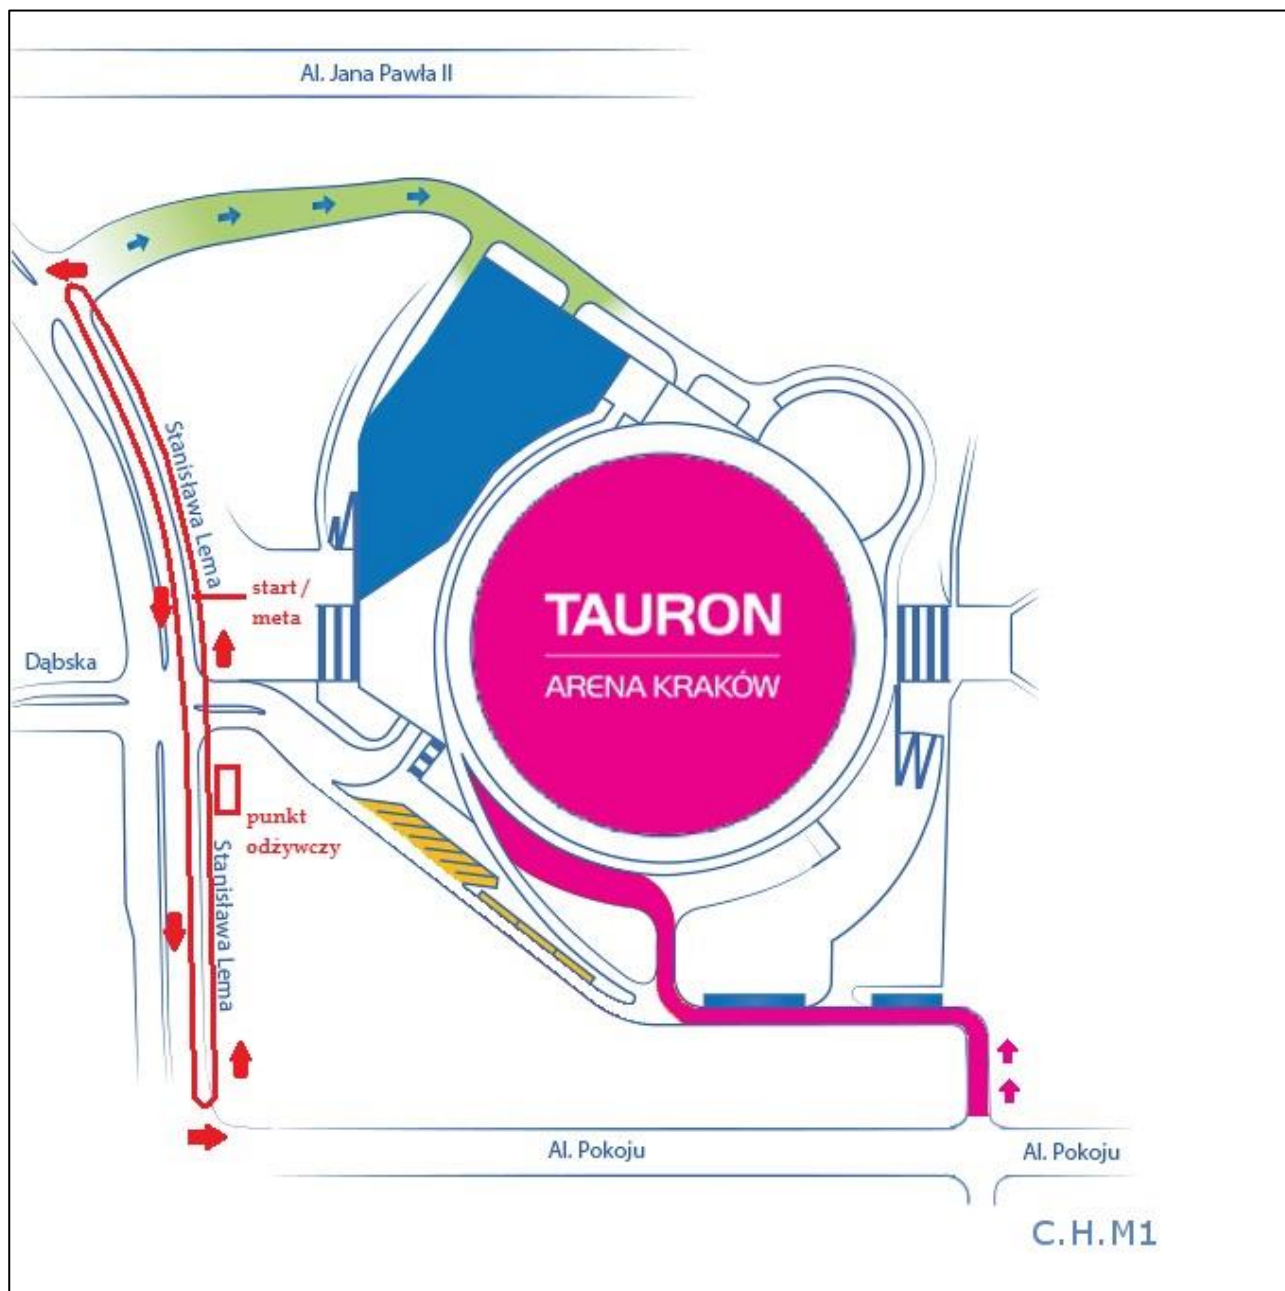 Al. Jana Pawła II
Stanisława Lema
start /
meta
Dąbska
TAURON
ARENA KRAKÓW
punkt
odżywczy
Stanisława Lema
Al. Pokoju
Al. Pokoju
C.H.M1